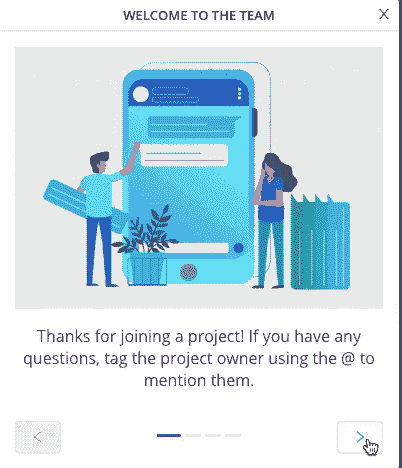 WELCOME TO THE TEAM
X
Thanks for joining a project! If you have any
questions, tag the project owner using the @ to
mention them.